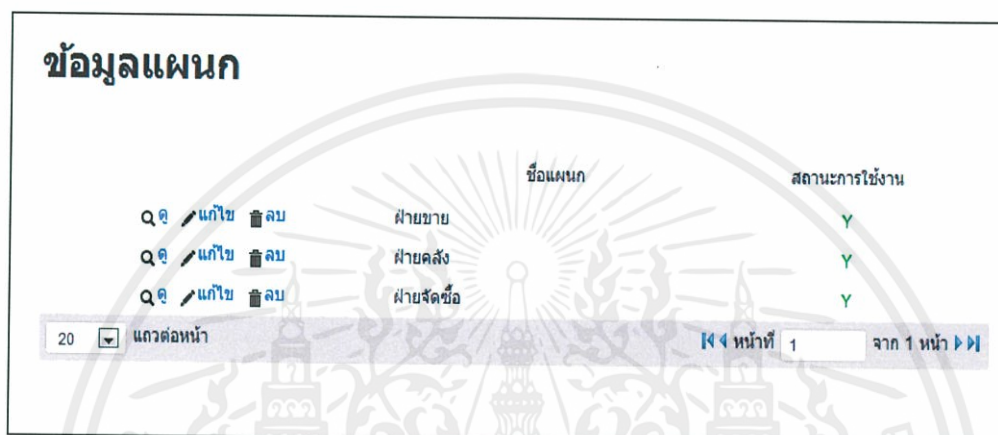 ข้อมูลแผนก
ชื่อแผนก สถานะการใช้งาน
ดู แก้ไข ลบ ฝ่ายขาย Y
ดู แก้ไข ลบ ฝ่ายคลัง Y
ดู แก้ไข ลบ ฝ่ายจัดซื้อ Y
20 แถวต่อหน้า หน้าที่ 1 จาก 1 หน้า